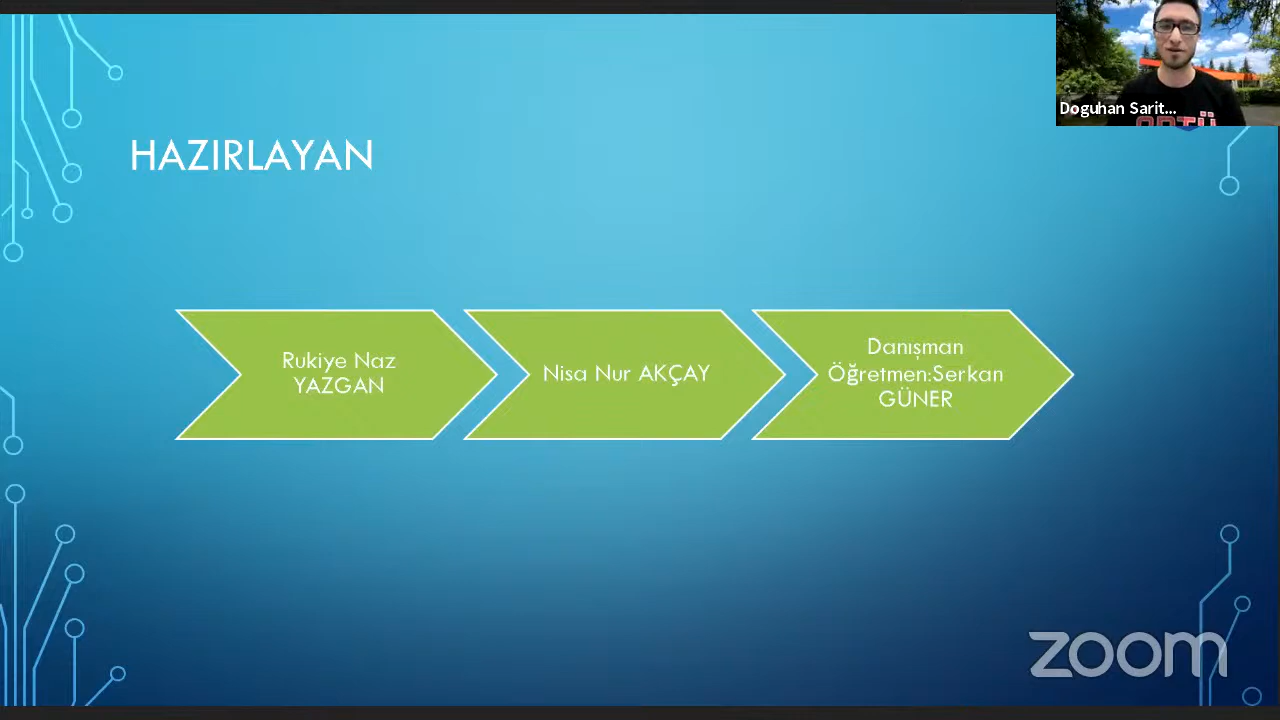 Doguhan Sarit...
HAZIRLAYAN
Rukiye Naz
YAZGAN
Nisa Nur AKÇAY
Danışman
Öğretmen:Serkan
GÜNER
zoom